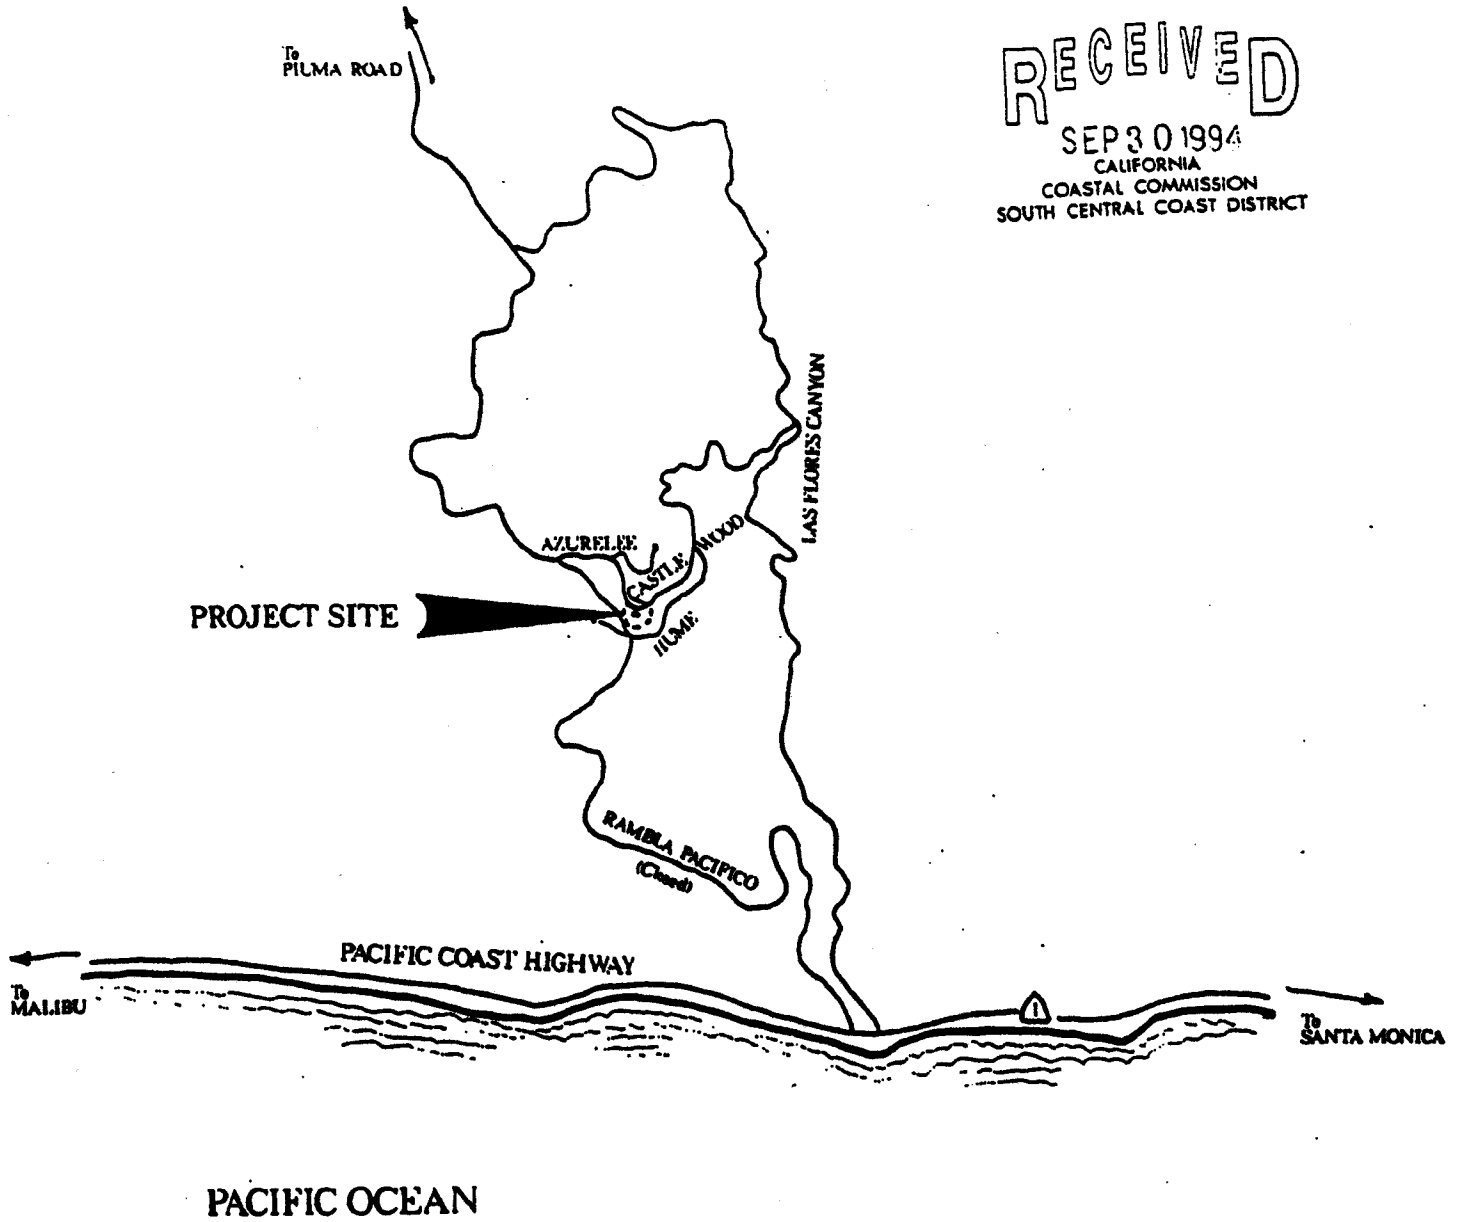 To
PIUMA ROAD
RECEIVED
SEP 30 1994
CALIFORNIA
COASTAL COMMISSION
SOUTH CENTRAL COAST DISTRICT
LAS FLORES CANYON
AZURELEE
CASTLE WOOD
PROJECT SITE
HUME
RAMBLA PACIFICO
(Closed)
PACIFIC COAST HIGHWAY
To
MALIBU
1
To
SANTA MONICA
PACIFIC OCEAN